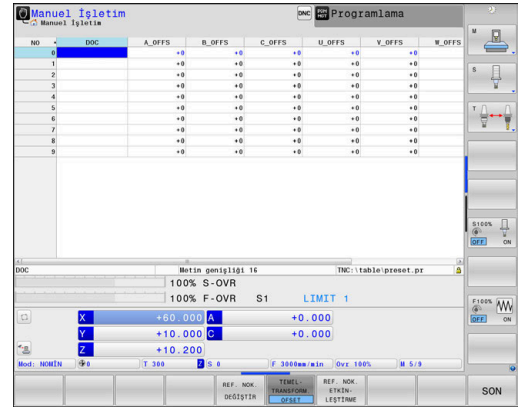 Manuel İşletim
Manuel İşletim
DNC
Programlama
NO DOC A_OFFS B_OFFS C_OFFS U_OFFS V_OFFS W_OFFS
0 +0 +0 +0 +0 +0
1 +0 +0 +0 +0 +0
2 +0 +0 +0 +0 +0
3 +0 +0 +0 +0 +0
4 +0 +0 +0 +0 +0
5 +0 +0 +0 +0 +0
6 +0 +0 +0 +0 +0
7 +0 +0 +0 +0 +0
8 +0 +0 +0 +0 +0
9 +0 +0 +0 +0 +0
DOC Metin genişliği 16 TNC:\table\preset.pr
100% S-OVR
100% F-OVR S1 LIMIT 1
X +60.000 A +0.000
Y +10.000 C +0.000
Z +10.200
Mod: NOMİN 0 T 300 Z S 0 F 3000mm/min Ovr 100% M 5/9
M
S
T
S100%
OFF ON
F100%
OFF ON
REF. NOK.
DEĞİŞTİR
TEMEL-
TRANSFORM.
OFSET
REF. NOK.
ETKİN-
LEŞTİRME
SON